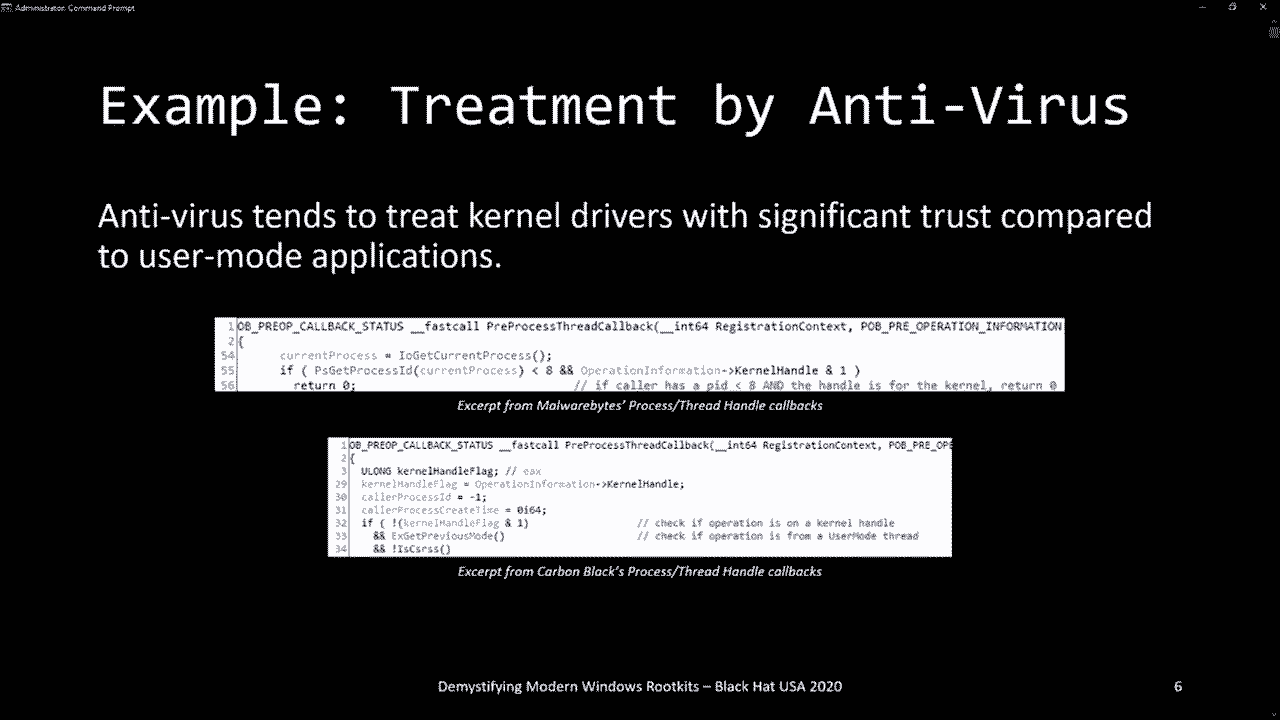 Administrator: Command Prompt
Example: Treatment by Anti-Virus
Anti-virus tends to treat kernel drivers with significant trust compared
to user-mode applications.
1 OB_PREOP_CALLBACK_STATUS __fastcall PreProcessThreadCallback(__int64 RegistrationContext, POB_PRE_OPERATION_INFORMATION
2 {
54 currentProcess = IoGetCurrentProcess();
55 if ( PsGetProcessId(currentProcess) < 8 && OperationInformation->KernelHandle & 1 )
56 return 0; // if caller has a pid < 8 AND the handle is for the kernel, return 0
Excerpt from Malwarebytes' Process/Thread Handle callbacks
1 OB_PREOP_CALLBACK_STATUS __fastcall PreProcessThreadCallback(__int64 RegistrationContext, POB_PRE_OPE
2 {
3 ULONG kernelHandleFlag; // eax
29 kernelHandleFlag = OperationInformation->KernelHandle;
30 callerProcessId = -1;
31 callerProcessCreateTime = 0i64;
32 if ( !(kernelHandleFlag & 1) // check if operation is on a kernel handle
33 && ExGetPreviousMode() // check if operation is from a UserMode thread
34 && !IsCsrss()
Excerpt from Carbon Black's Process/Thread Handle callbacks
Demystifying Modern Windows Rootkits – Black Hat USA 2020
6